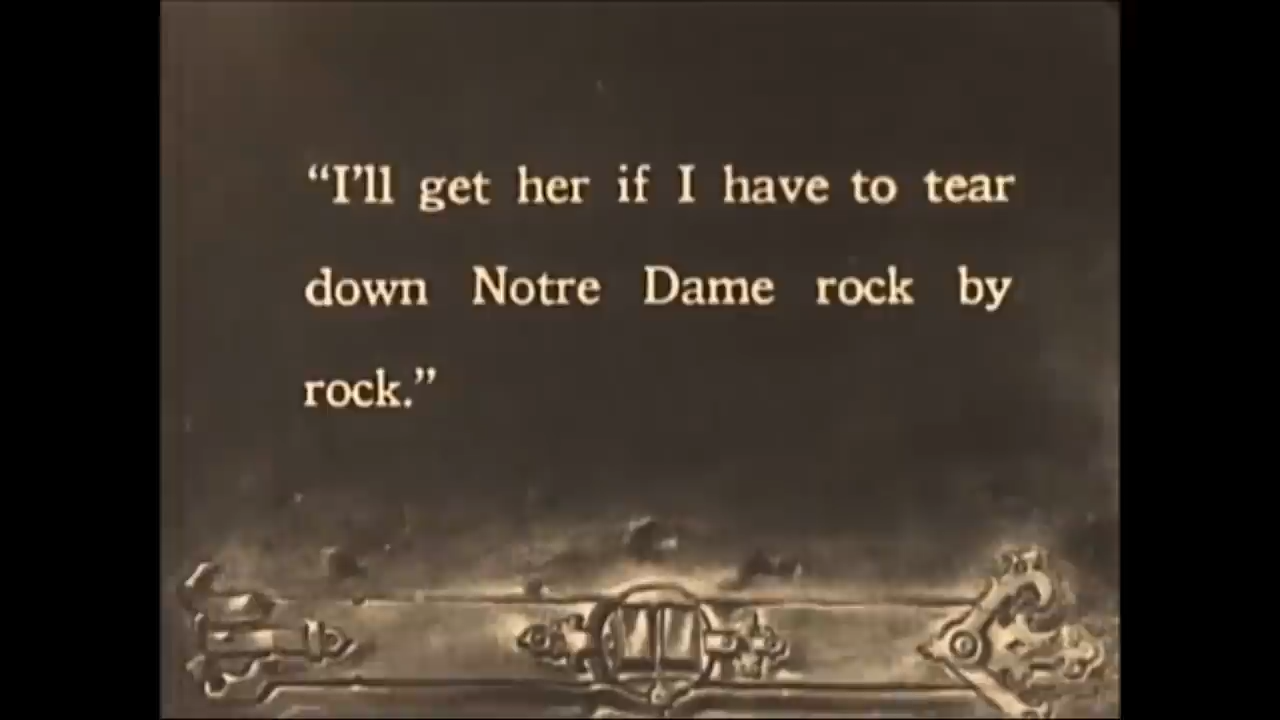 “I’ll get her if I have to tear
down Notre Dame rock by
rock.”